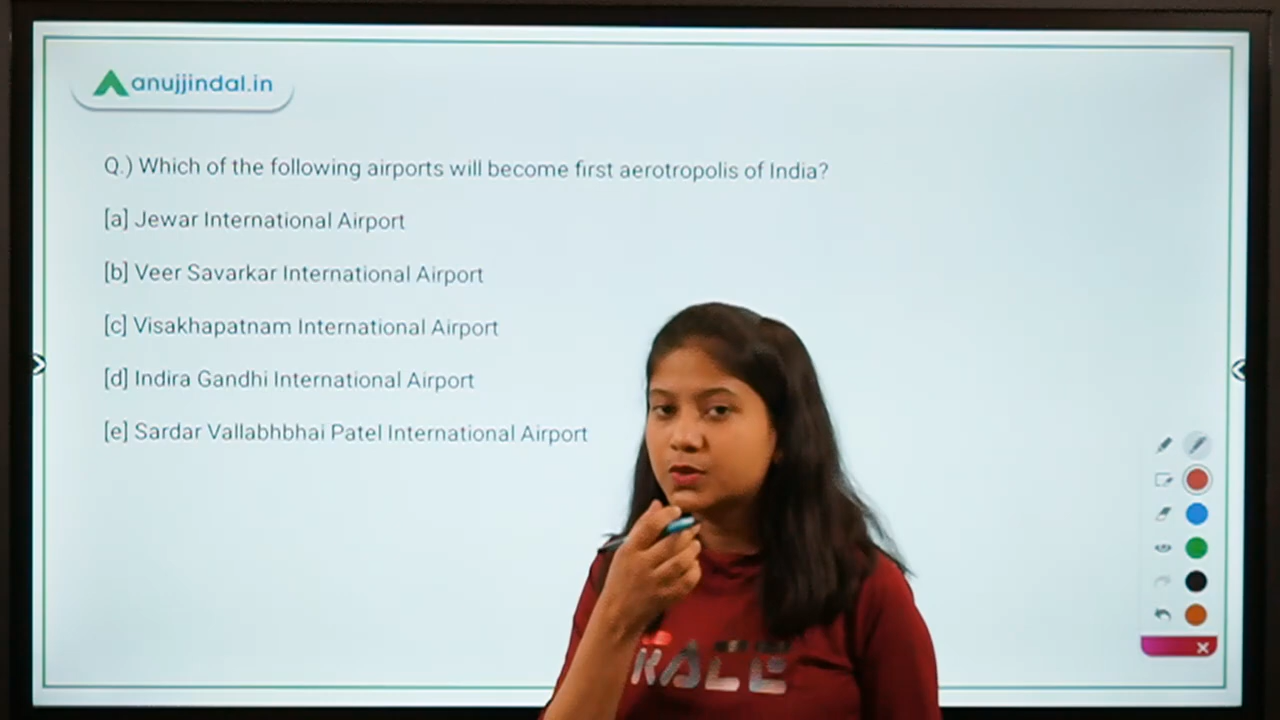 anujjindal.in
Q.) Which of the following airports will become first aerotropolis of India?
[a] Jewar International Airport
[b] Veer Savarkar International Airport
[c] Visakhapatnam International Airport
[d] Indira Gandhi International Airport
[e] Sardar Vallabhbhai Patel International Airport